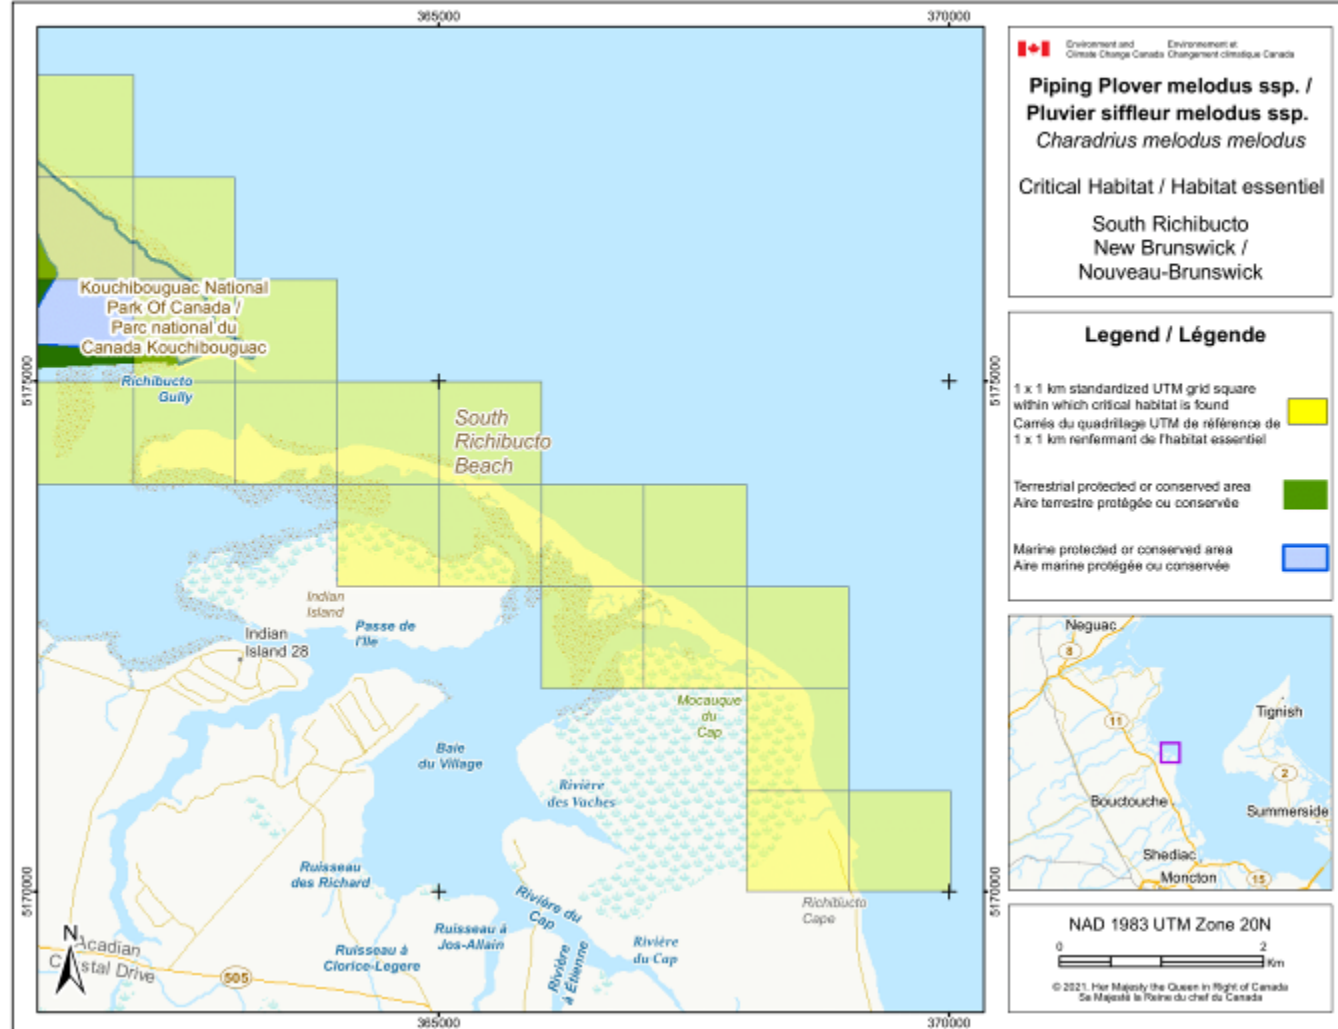 365000
370000
5175000
5175000
5170000
5170000
365000
370000
Kouchibouguac National
Park Of Canada /
Parc national du
Canada Kouchibouguac
Richibucto
Gully
South
Richibucto
Beach
Indian
Island
Passe de
l'Ile
Indian
Island 28
Mocauque
du
Cap
Baie
du Village
Rivière
des Vaches
Ruisseau
des Richard
Rivière du
Cap
Richibucto
Cape
Ruisseau à
Jos-Allain
Ruisseau à
Clorice-Legere
Rivière
à Étienne
Rivière
du Cap
N
Acadian
Coastal Drive
505
Environment and
Climate Change Canada
Environnement et
Changement climatique Canada
Piping Plover melodus ssp. /
Pluvier siffleur melodus ssp.
Charadrius melodus melodus
Critical Habitat / Habitat essentiel
South Richibucto
New Brunswick /
Nouveau-Brunswick
Legend / Légende
1 x 1 km standardized UTM grid square
within which critical habitat is found
Carrés du quadrillage UTM de référence de
1 x 1 km renfermant de l'habitat essentiel
Terrestrial protected or conserved area
Aire terrestre protégée ou conservée
Marine protected or conserved area
Aire marine protégée ou conservée
Neguac
8
11
Tignish
2
Bouctouche
Summerside
Shediac
Moncton
15
NAD 1983 UTM Zone 20N
0 2
Km
© 2021. Her Majesty the Queen in Right of Canada
Sa Majesté la Reine du chef du Canada